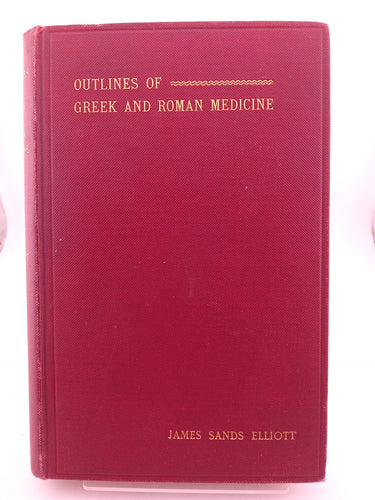 OUTLINES OF
GREEK AND ROMAN MEDICINE
JAMES SANDS ELLIOTT